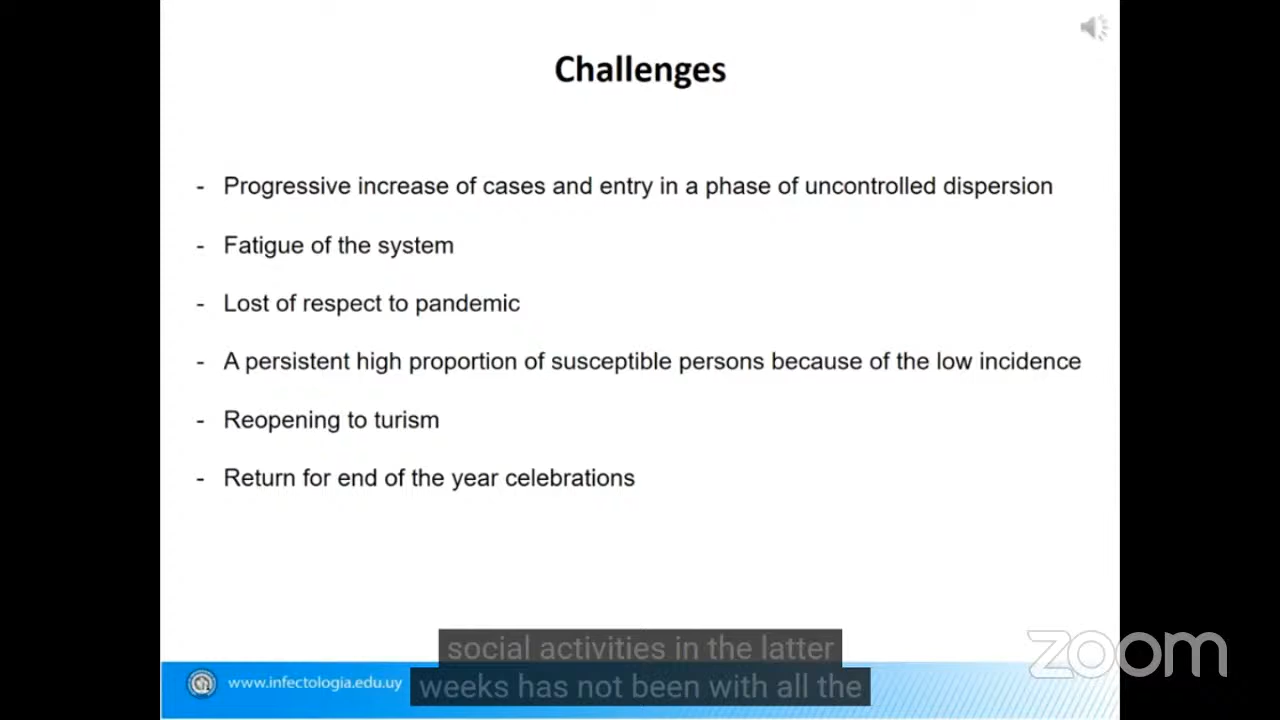 Challenges
- Progressive increase of cases and entry in a phase of uncontrolled dispersion
- Fatigue of the system
- Lost of respect to pandemic
- A persistent high proportion of susceptible persons because of the low incidence
- Reopening to turism
- Return for end of the year celebrations
social activities in the latter
weeks has not been with all the
www.infectologia.edu.uy
zoom